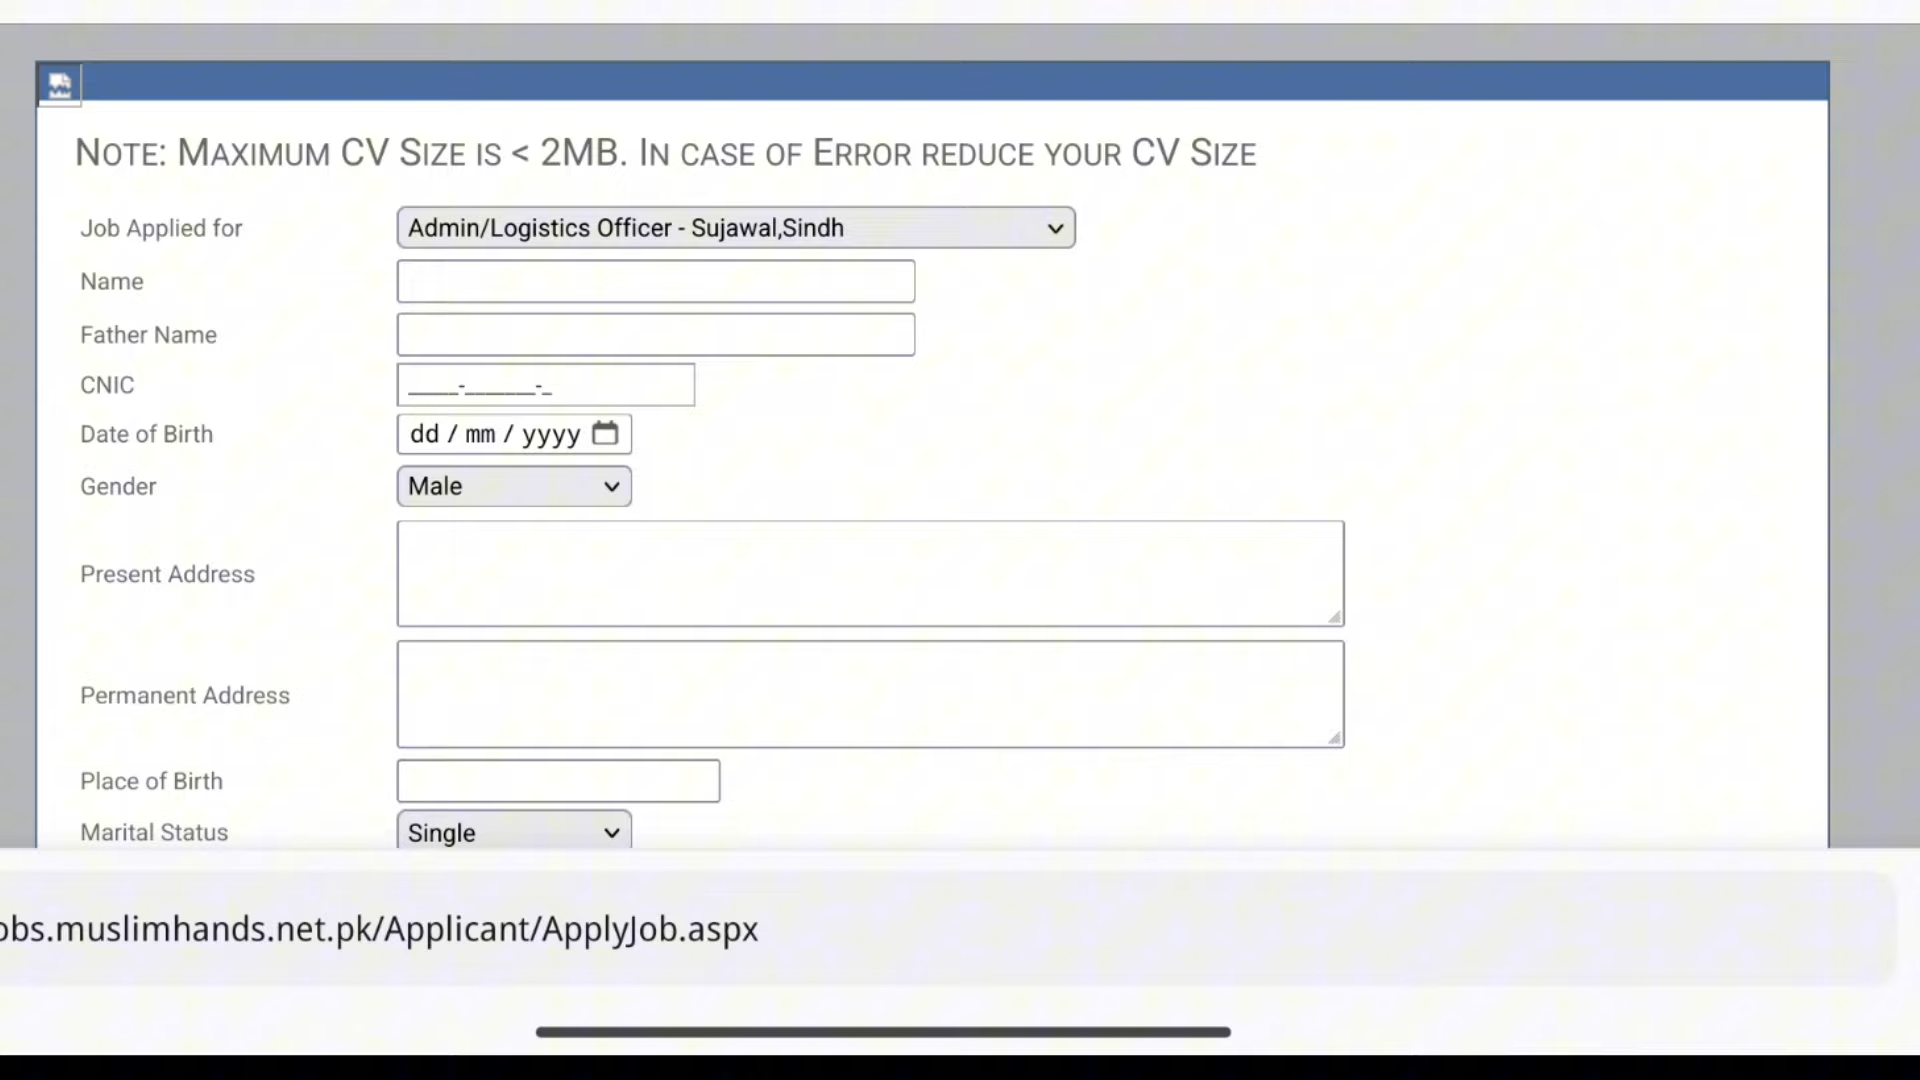 NOTE: MAXIMUM CV SIZE IS < 2MB. IN CASE OF ERROR REDUCE YOUR CV SIZE
Job Applied for Admin/Logistics Officer - Sujawal,Sindh
Name
Father Name
CNIC _____-_______-_
Date of Birth dd / mm / yyyy
Gender Male
Present Address
Permanent Address
Place of Birth
Marital Status Single
obs.muslimhands.net.pk/Applicant/ApplyJob.aspx